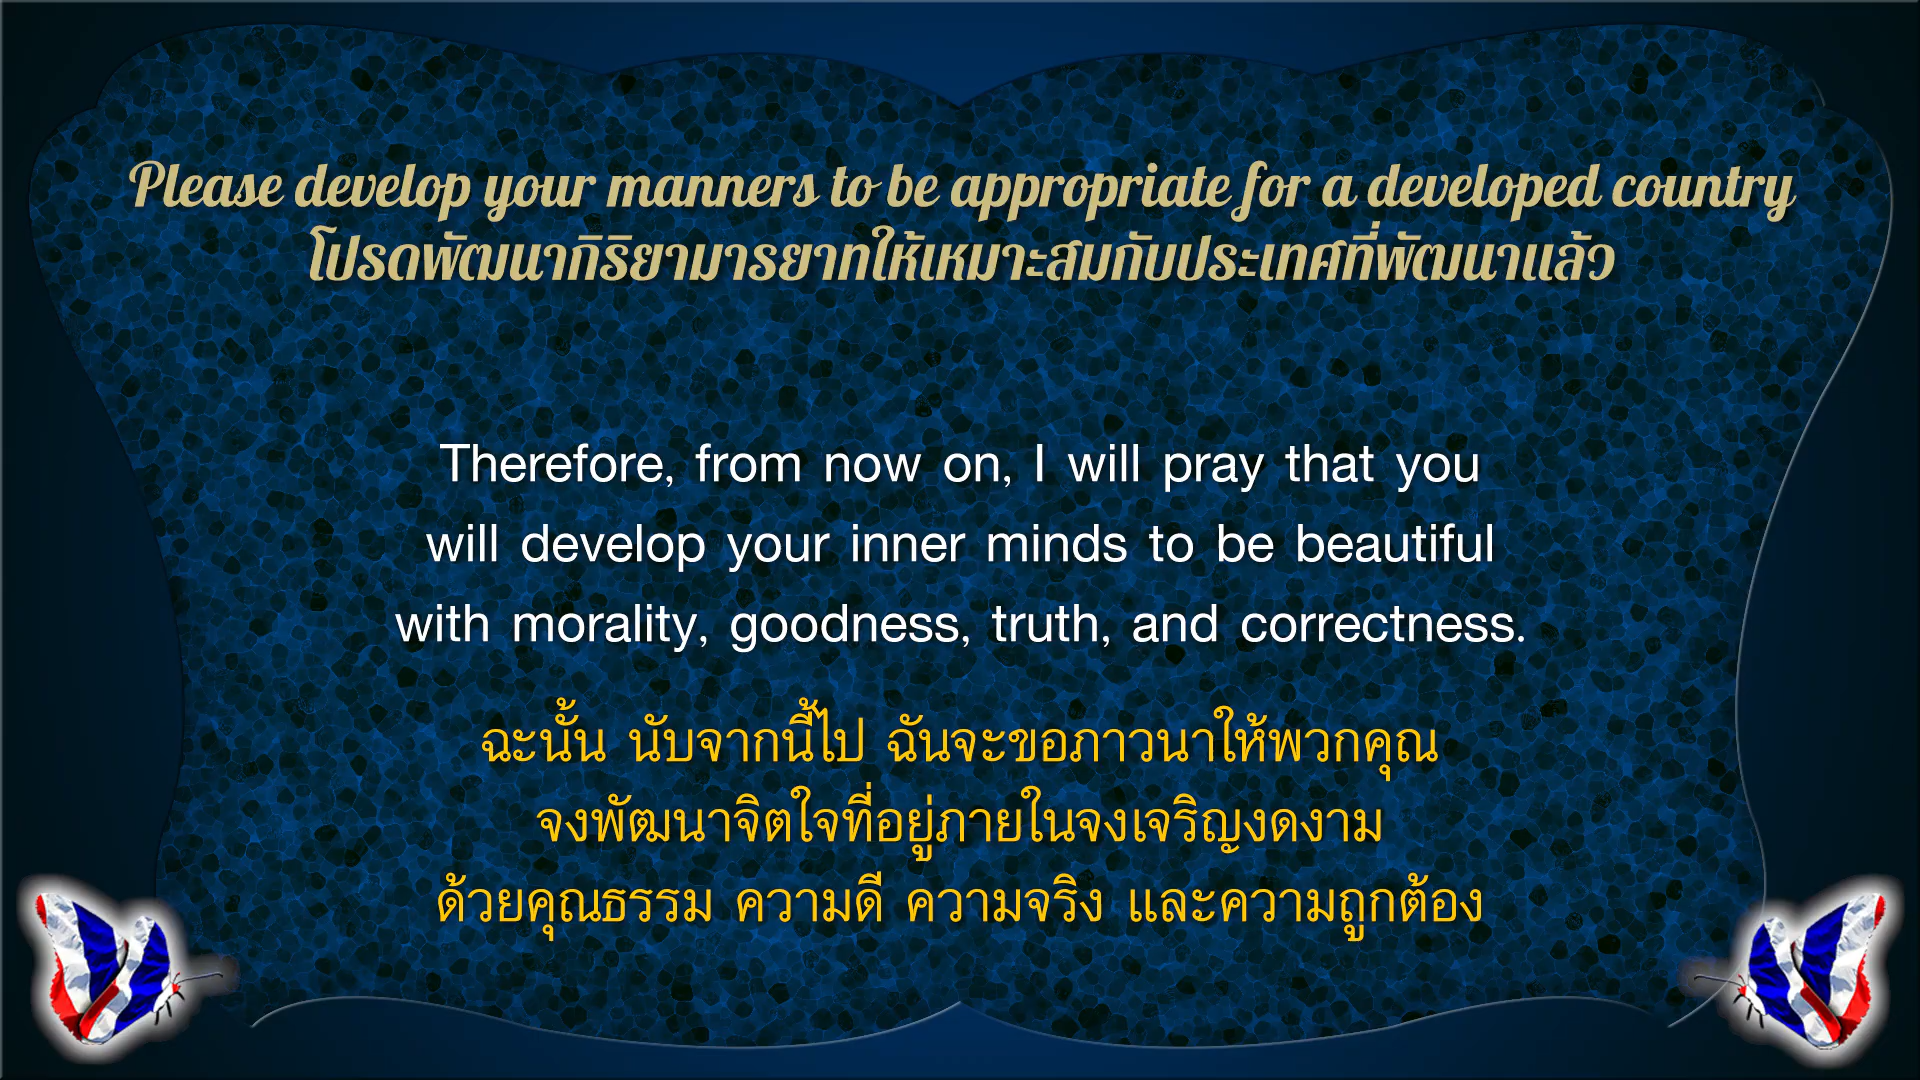 Please develop your manners to be appropriate for a developed country
โปรดพัฒนากิริยามารยาทให้เหมาะสมกับประเทศที่พัฒนาแล้ว
Therefore, from now on, I will pray that you
will develop your inner minds to be beautiful
with morality, goodness, truth, and correctness.
ฉะนั้น นับจากนี้ไป ฉันจะขอภาวนาให้พวกคุณ
จงพัฒนาจิตใจที่อยู่ภายในจงเจริญงดงาม
ด้วยคุณธรรม ความดี ความจริง และความถูกต้อง